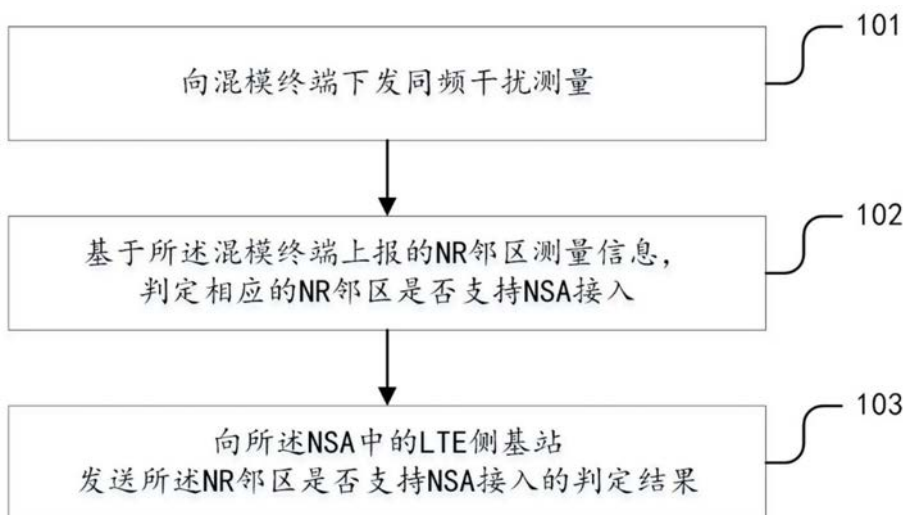 101
向混模终端下发同频干扰测量
102
基于所述混模终端上报的NR邻区测量信息，
判定相应的NR邻区是否支持NSA接入
103
向所述NSA中的LTE侧基站
发送所述NR邻区是否支持NSA接入的判定结果